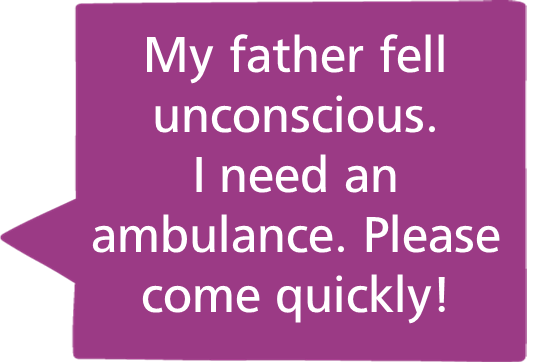 My father fell
unconscious.
I need an
ambulance. Please
come quickly!